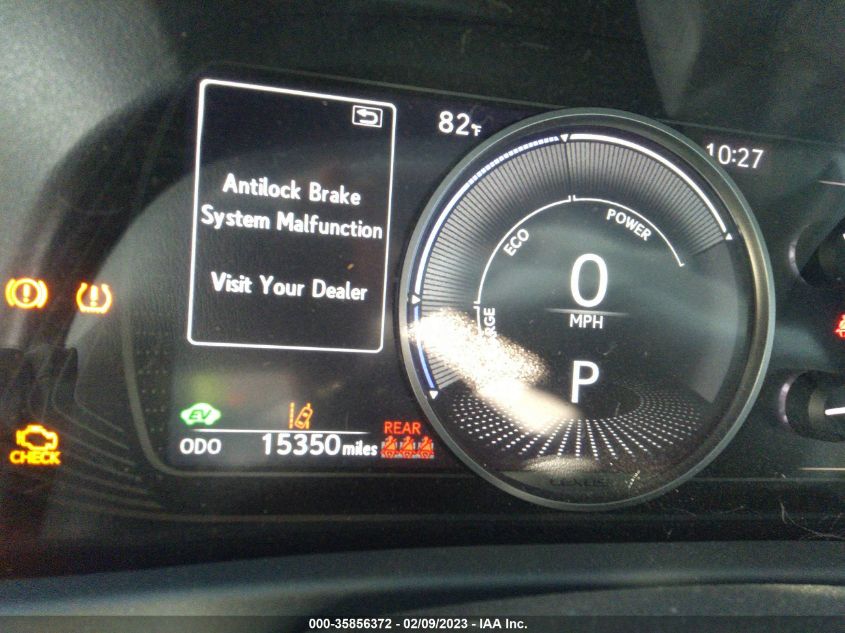 82°F
10:27
Antilock Brake
System Malfunction
Visit Your Dealer
ECO
POWER
0
MPH
P
EV
CHECK
ODO 15350 miles
REAR
LEXUS
000-35856372 - 02/09/2023 - IAA Inc.